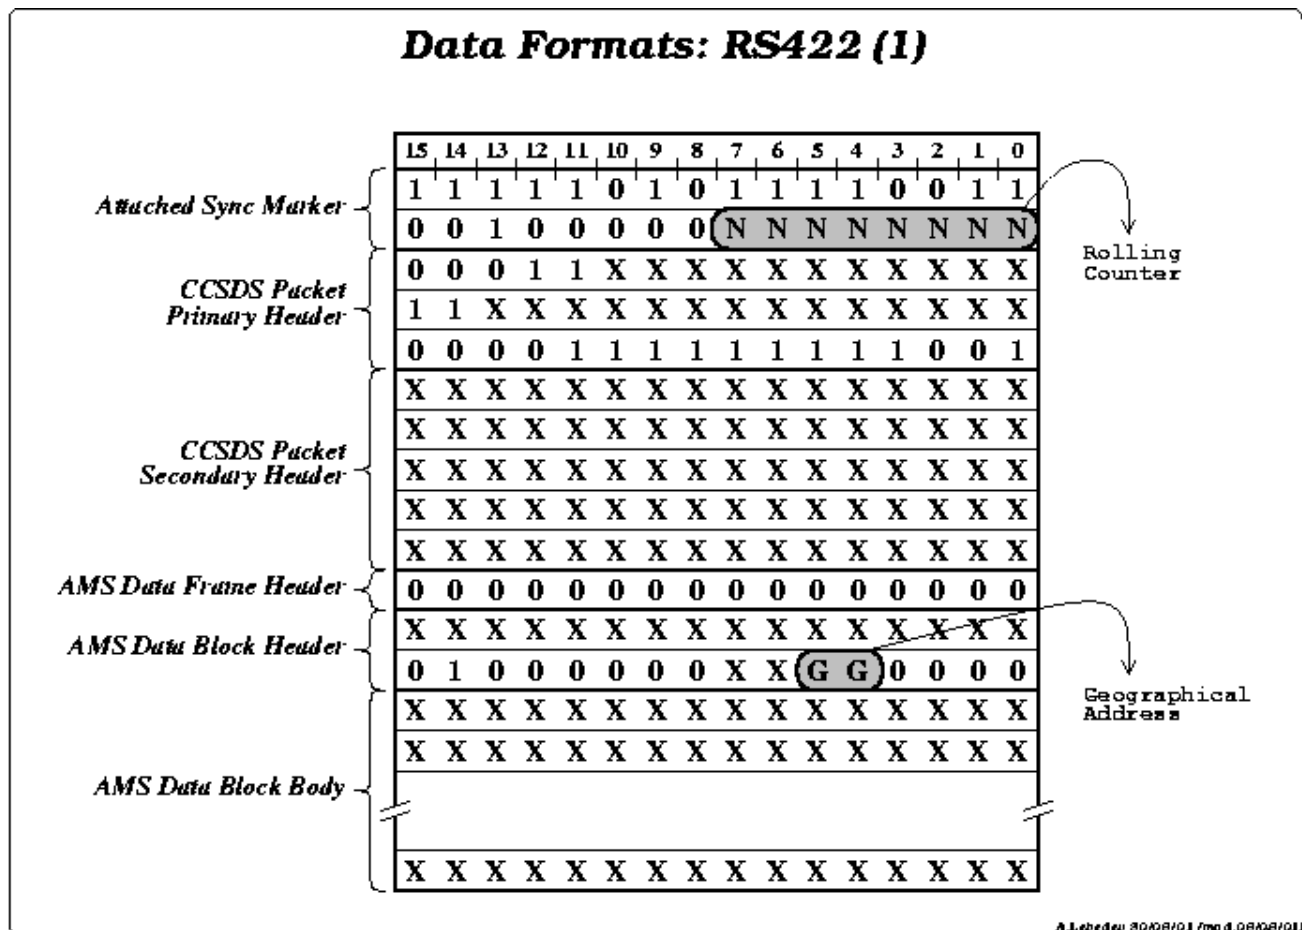 Data Formats: RS422 (1)
15 14 13 12 11 10 9 8 7 6 5 4 3 2 1 0
Attached Sync Marker
1 1 1 1 1 0 1 0 1 1 1 1 0 0 1 1
0 0 1 0 0 0 0 0 N N N N N N N N
Rolling
Counter
CCSDS Packet
Primary Header
0 0 0 1 1 X X X X X X X X X X X
1 1 X X X X X X X X X X X X X X
0 0 0 0 1 1 1 1 1 1 1 1 1 0 0 1
CCSDS Packet
Secondary Header
X X X X X X X X X X X X X X X X
X X X X X X X X X X X X X X X X
X X X X X X X X X X X X X X X X
X X X X X X X X X X X X X X X X
X X X X X X X X X X X X X X X X
AMS Data Frame Header
0 0 0 0 0 0 0 0 0 0 0 0 0 0 0 0
AMS Data Block Header
X X X X X X X X X X X X X X X X
0 1 0 0 0 0 0 0 X X G G 0 0 0 0
Geographical
Address
AMS Data Block Body
X X X X X X X X X X X X X X X X
X X X X X X X X X X X X X X X X
X X X X X X X X X X X X X X X X
A.Lebedev